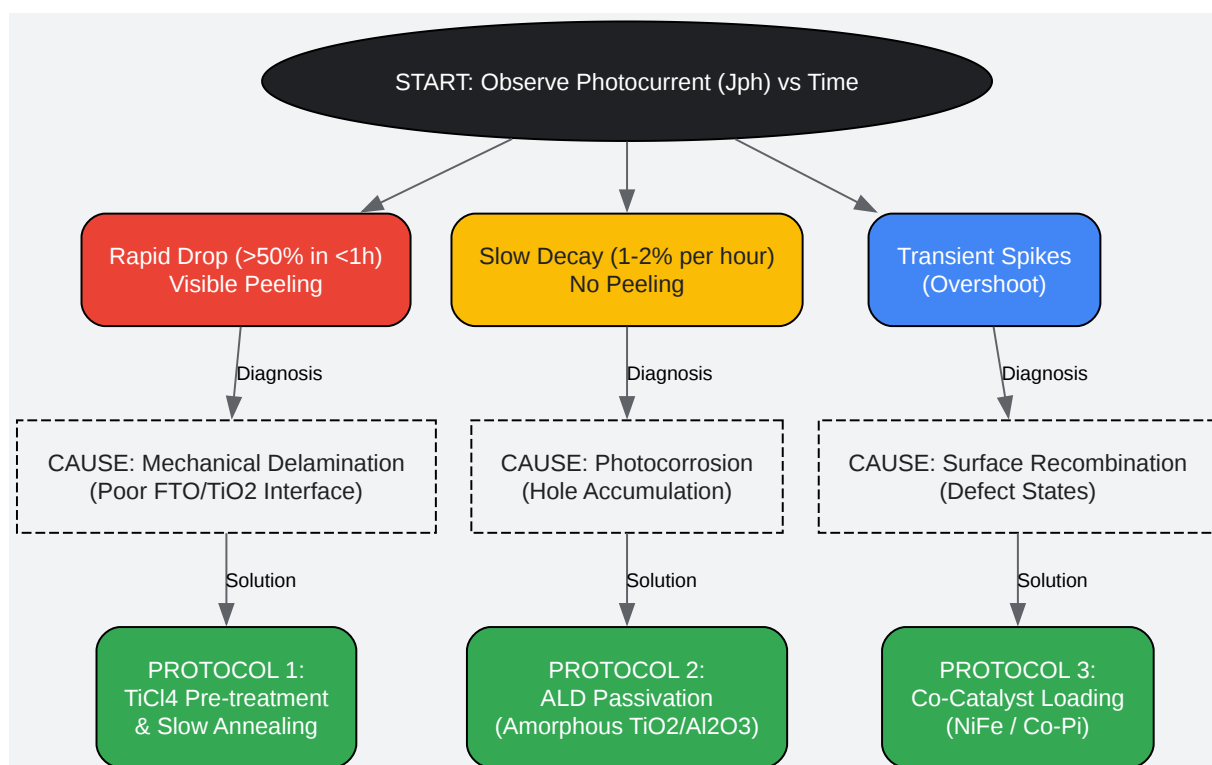 START: Observe Photocurrent (Jph) vs Time
Rapid Drop (>50% in <1h)
Visible Peeling
Slow Decay (1-2% per hour)
No Peeling
Transient Spikes
(Overshoot)
Diagnosis
Diagnosis
Diagnosis
CAUSE: Mechanical Delamination
(Poor FTO/TiO2 Interface)
CAUSE: Photocorrosion
(Hole Accumulation)
CAUSE: Surface Recombination
(Defect States)
Solution
Solution
Solution
PROTOCOL 1:
TiCl4 Pre-treatment
& Slow Annealing
PROTOCOL 2:
ALD Passivation
(Amorphous TiO2/Al2O3)
PROTOCOL 3:
Co-Catalyst Loading
(NiFe / Co-Pi)